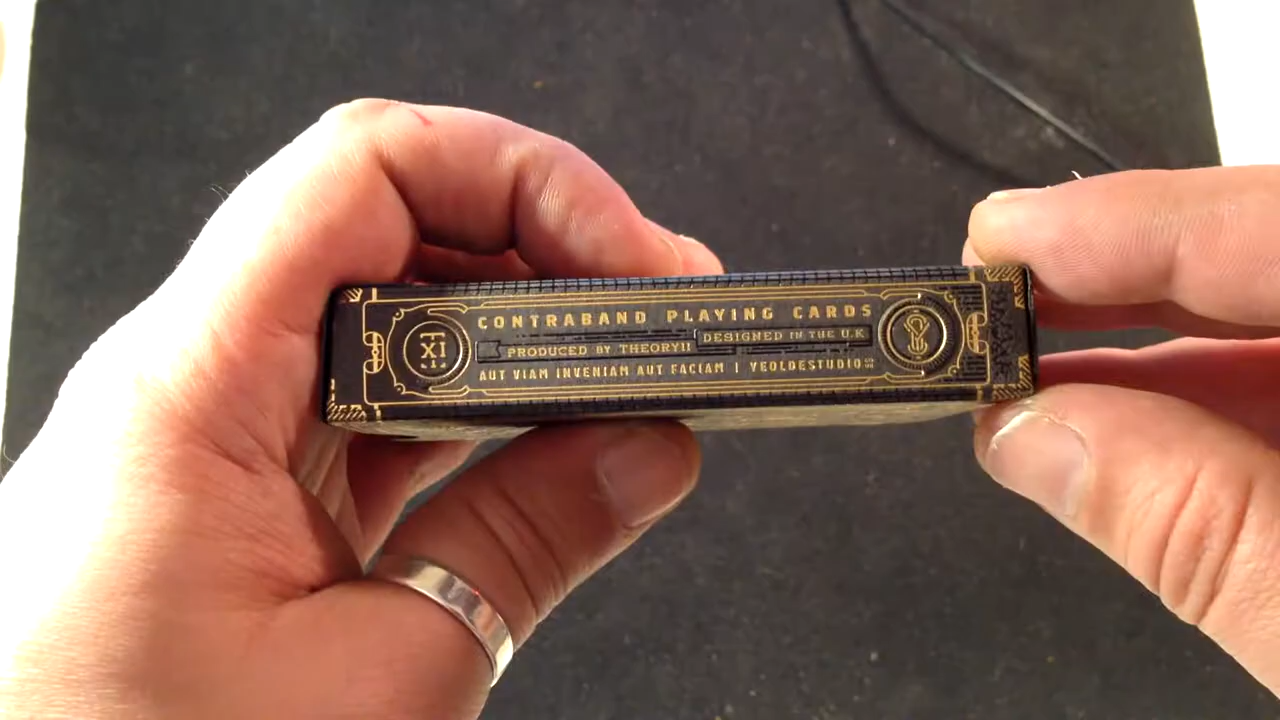 CONTRABAND PLAYING CARDS
XI
PRODUCED BY THEORY11
DESIGNED IN THE U.K
AUT VIAM INVENIAM AUT FACIAM | YEOLDESTUDIO